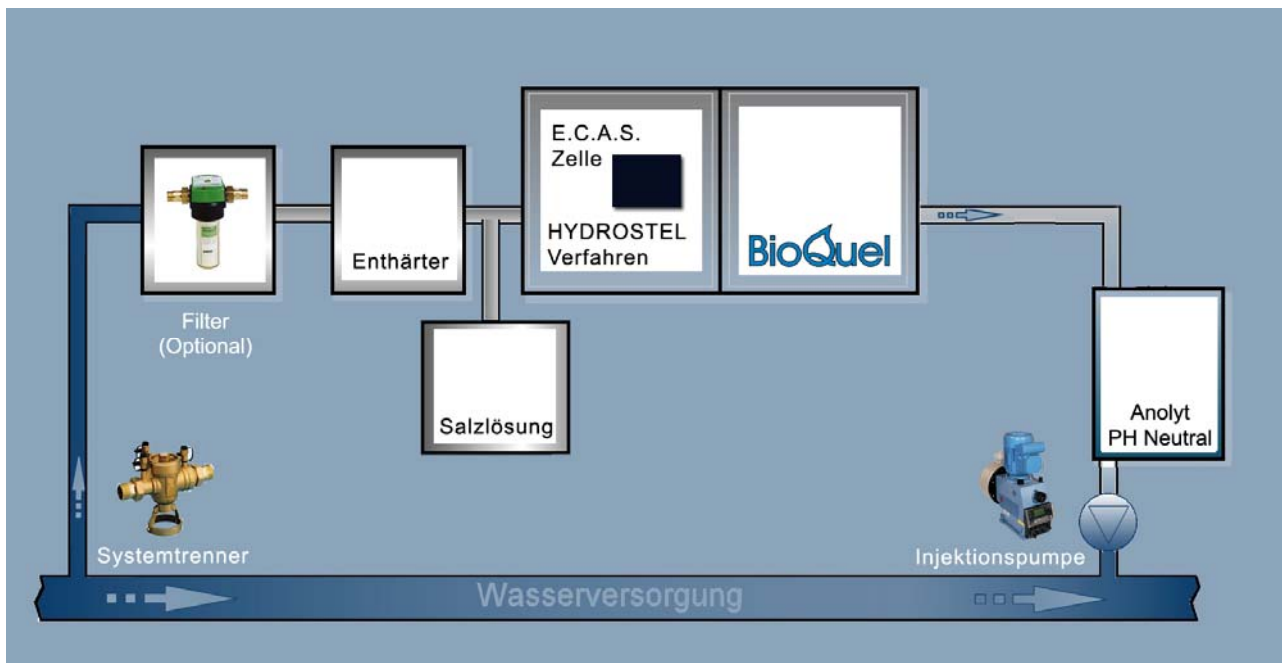 E.C.A.S.
Zelle
HYDROSTEL
Verfahren
BioQuel
Enthärter
Filter
(Optional)
Salzlösung
Anolyt
PH Neutral
Systemtrenner
Injektionspumpe
Wasserversorgung